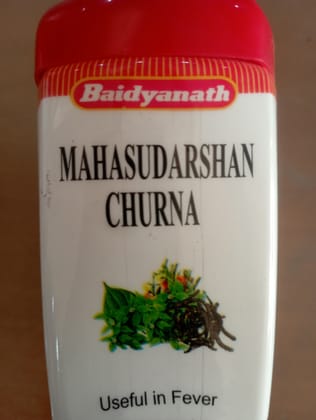 Baidyanath
MAHASUDARSHAN
CHURNA
Useful in Fever